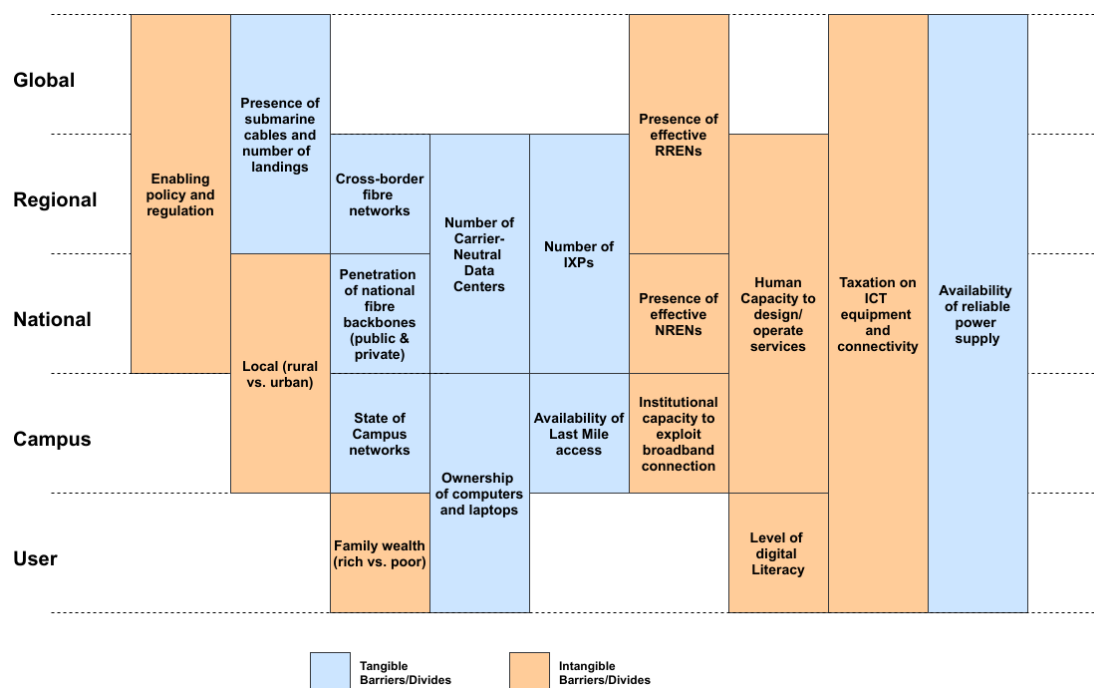 Global
Regional
National
Campus
User
Enabling
policy and
regulation
Presence of
submarine
cables and
number of
landings
Local (rural
vs. urban)
Cross-border
fibre
networks
Penetration
of national
fibre
backbones
(public &
private)
State of
Campus
networks
Family wealth
(rich vs. poor)
Number of
Carrier-
Neutral
Data
Centers
Ownership
of computers
and laptops
Number of
IXPs
Availability of
Last Mile
access
Presence of
effective
RRENs
Presence of
effective
NRENs
Institutional
capacity to
exploit
broadband
connection
Human
Capacity to
design/
operate
services
Level of
digital
Literacy
Taxation on
ICT
equipment
and
connectivity
Availability
of reliable
power
supply
Tangible
Barriers/Divides
Intangible
Barriers/Divides